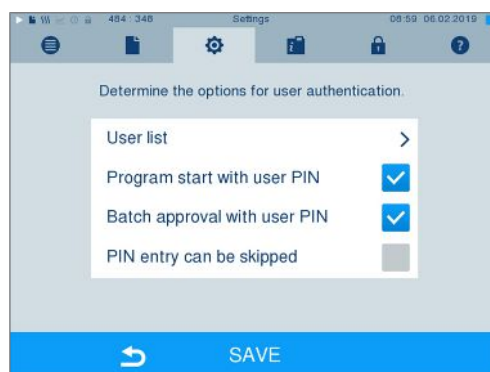 484 : 348 Settings 08:59 06.02.2019
Determine the options for user authentication.
User list
Program start with user PIN
Batch approval with user PIN
PIN entry can be skipped
SAVE